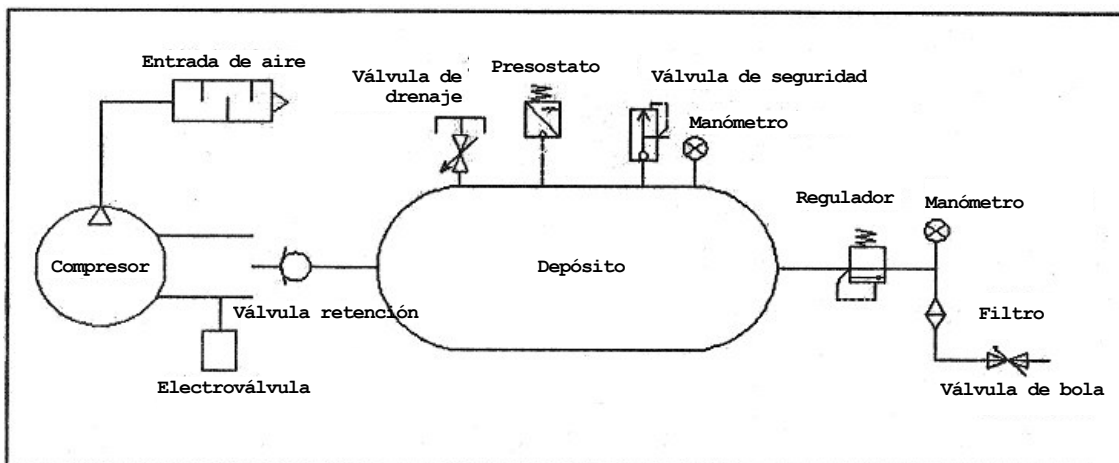 Entrada de aire
Válvula de
drenaje
Presostato
Válvula de seguridad
Manómetro
Regulador
Manómetro
Compresor
Depósito
Válvula retención
Filtro
Electroválvula
Válvula de bola